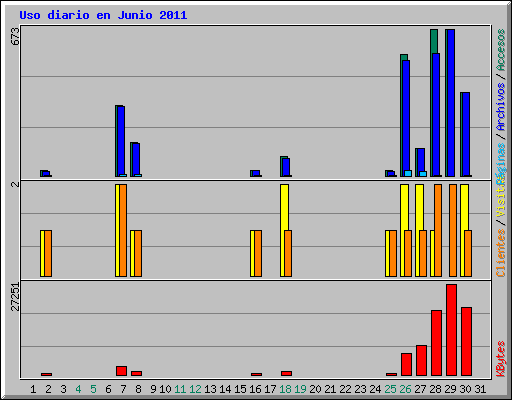 Uso diario en Junio 2011
673
2
27251
Accesos / Archivos / Páginas
Visitas / Clientes
KBytes
1 2 3 4 5 6 7 8 9 10 11 12 13 14 15 16 17 18 19 20 21 22 23 24 25 26 27 28 29 30 31